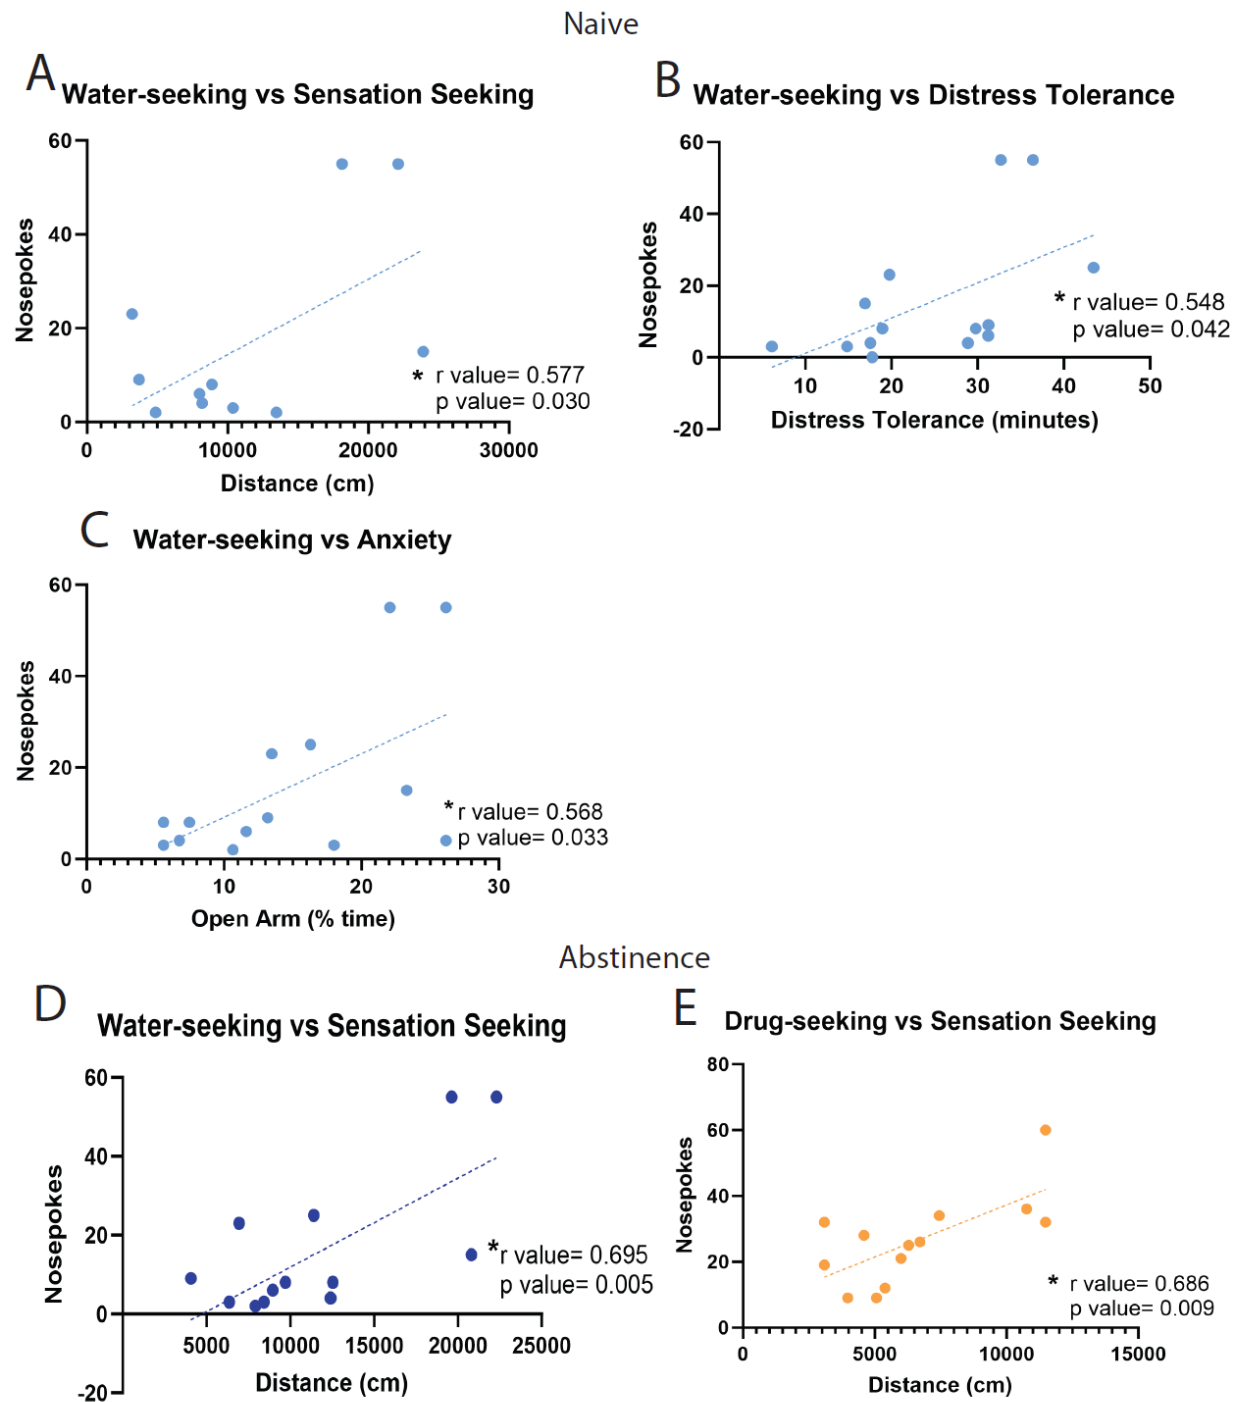 Naive
A
Water-seeking vs Sensation Seeking
60
40
20
0
Nosepokes
0 10000 20000 30000
Distance (cm)
* r value= 0.577
p value= 0.030
B
Water-seeking vs Distress Tolerance
60
40
20
0
-20
Nosepokes
10 20 30 40 50
Distress Tolerance (minutes)
* r value= 0.548
p value= 0.042
C
Water-seeking vs Anxiety
60
40
20
0
Nosepokes
0 10 20 30
Open Arm (% time)
* r value= 0.568
p value= 0.033
Abstinence
D
Water-seeking vs Sensation Seeking
60
40
20
0
-20
Nosepokes
5000 10000 15000 20000 25000
Distance (cm)
* r value= 0.695
p value= 0.005
E
Drug-seeking vs Sensation Seeking
80
60
40
20
0
Nosepokes
0 5000 10000 15000
Distance (cm)
* r value= 0.686
p value= 0.009